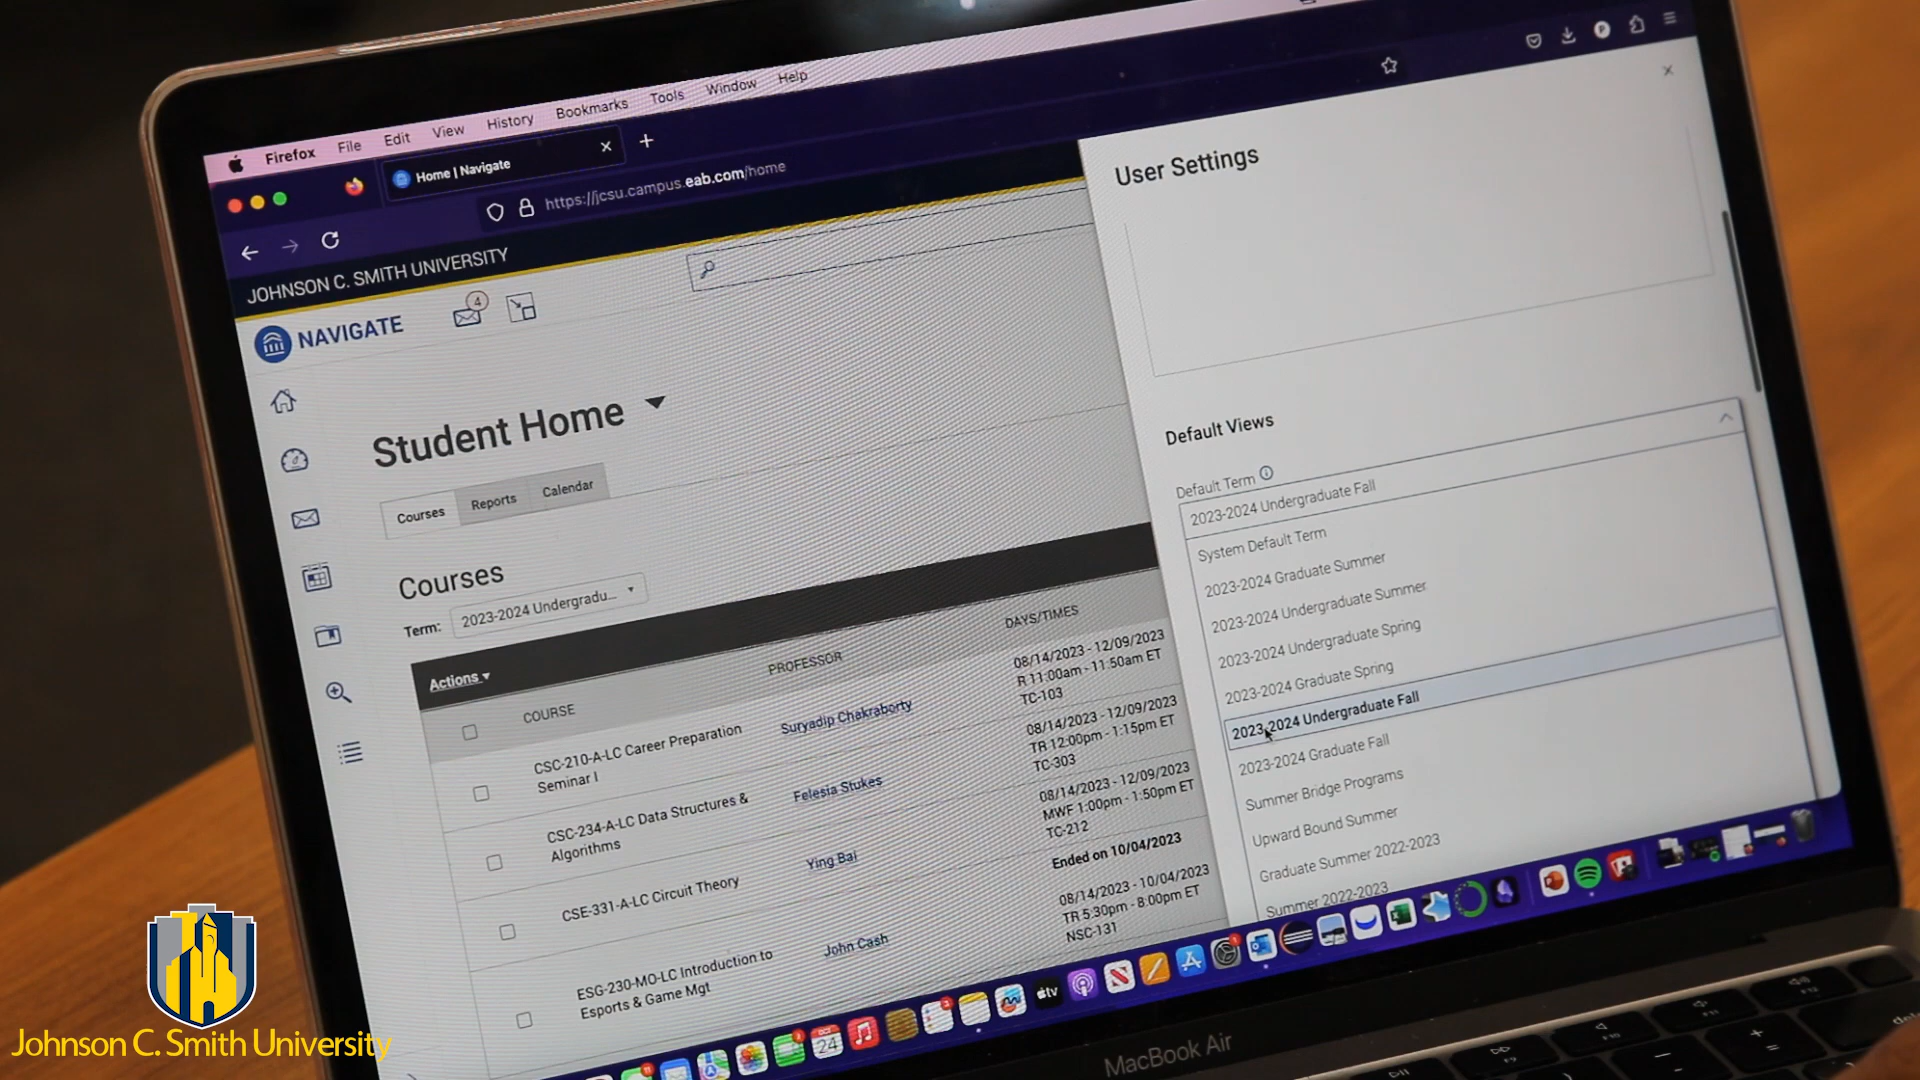 Firefox File Edit View History Bookmarks Tools Window Help
Home | Navigate
https://jcsu.campus.eab.com/home
JOHNSON C. SMITH UNIVERSITY
NAVIGATE
4
Student Home
Courses Reports Calendar
Courses
Term: 2023-2024 Undergradu...
Actions
COURSE PROFESSOR DAYS/TIMES
CSC-210-A-LC Career Preparation
Seminar I
Suryadip Chakraborty
08/14/2023 - 12/09/2023
R 11:00am - 11:50am ET
TC-103
CSC-234-A-LC Data Structures &
Algorithms
Felesia Stukes
08/14/2023 - 12/09/2023
TR 12:00pm - 1:15pm ET
TC-303
CSE-331-A-LC Circuit Theory
Ying Bai
08/14/2023 - 12/09/2023
MWF 1:00pm - 1:50pm ET
TC-212
ESG-230-MO-LC Introduction to
Esports & Game Mgt
John Cash
Ended on 10/04/2023
08/14/2023 - 10/04/2023
TR 5:30pm - 8:00pm ET
NSC-131
User Settings
Default Views
Default Term
2023-2024 Undergraduate Fall
System Default Term
2023-2024 Graduate Summer
2023-2024 Undergraduate Summer
2023-2024 Undergraduate Spring
2023-2024 Graduate Spring
2023-2024 Undergraduate Fall
2023-2024 Graduate Fall
Summer Bridge Programs
Upward Bound Summer
Graduate Summer 2022-2023
Summer 2022-2023
24
tv
MacBook Air
Johnson C. Smith University